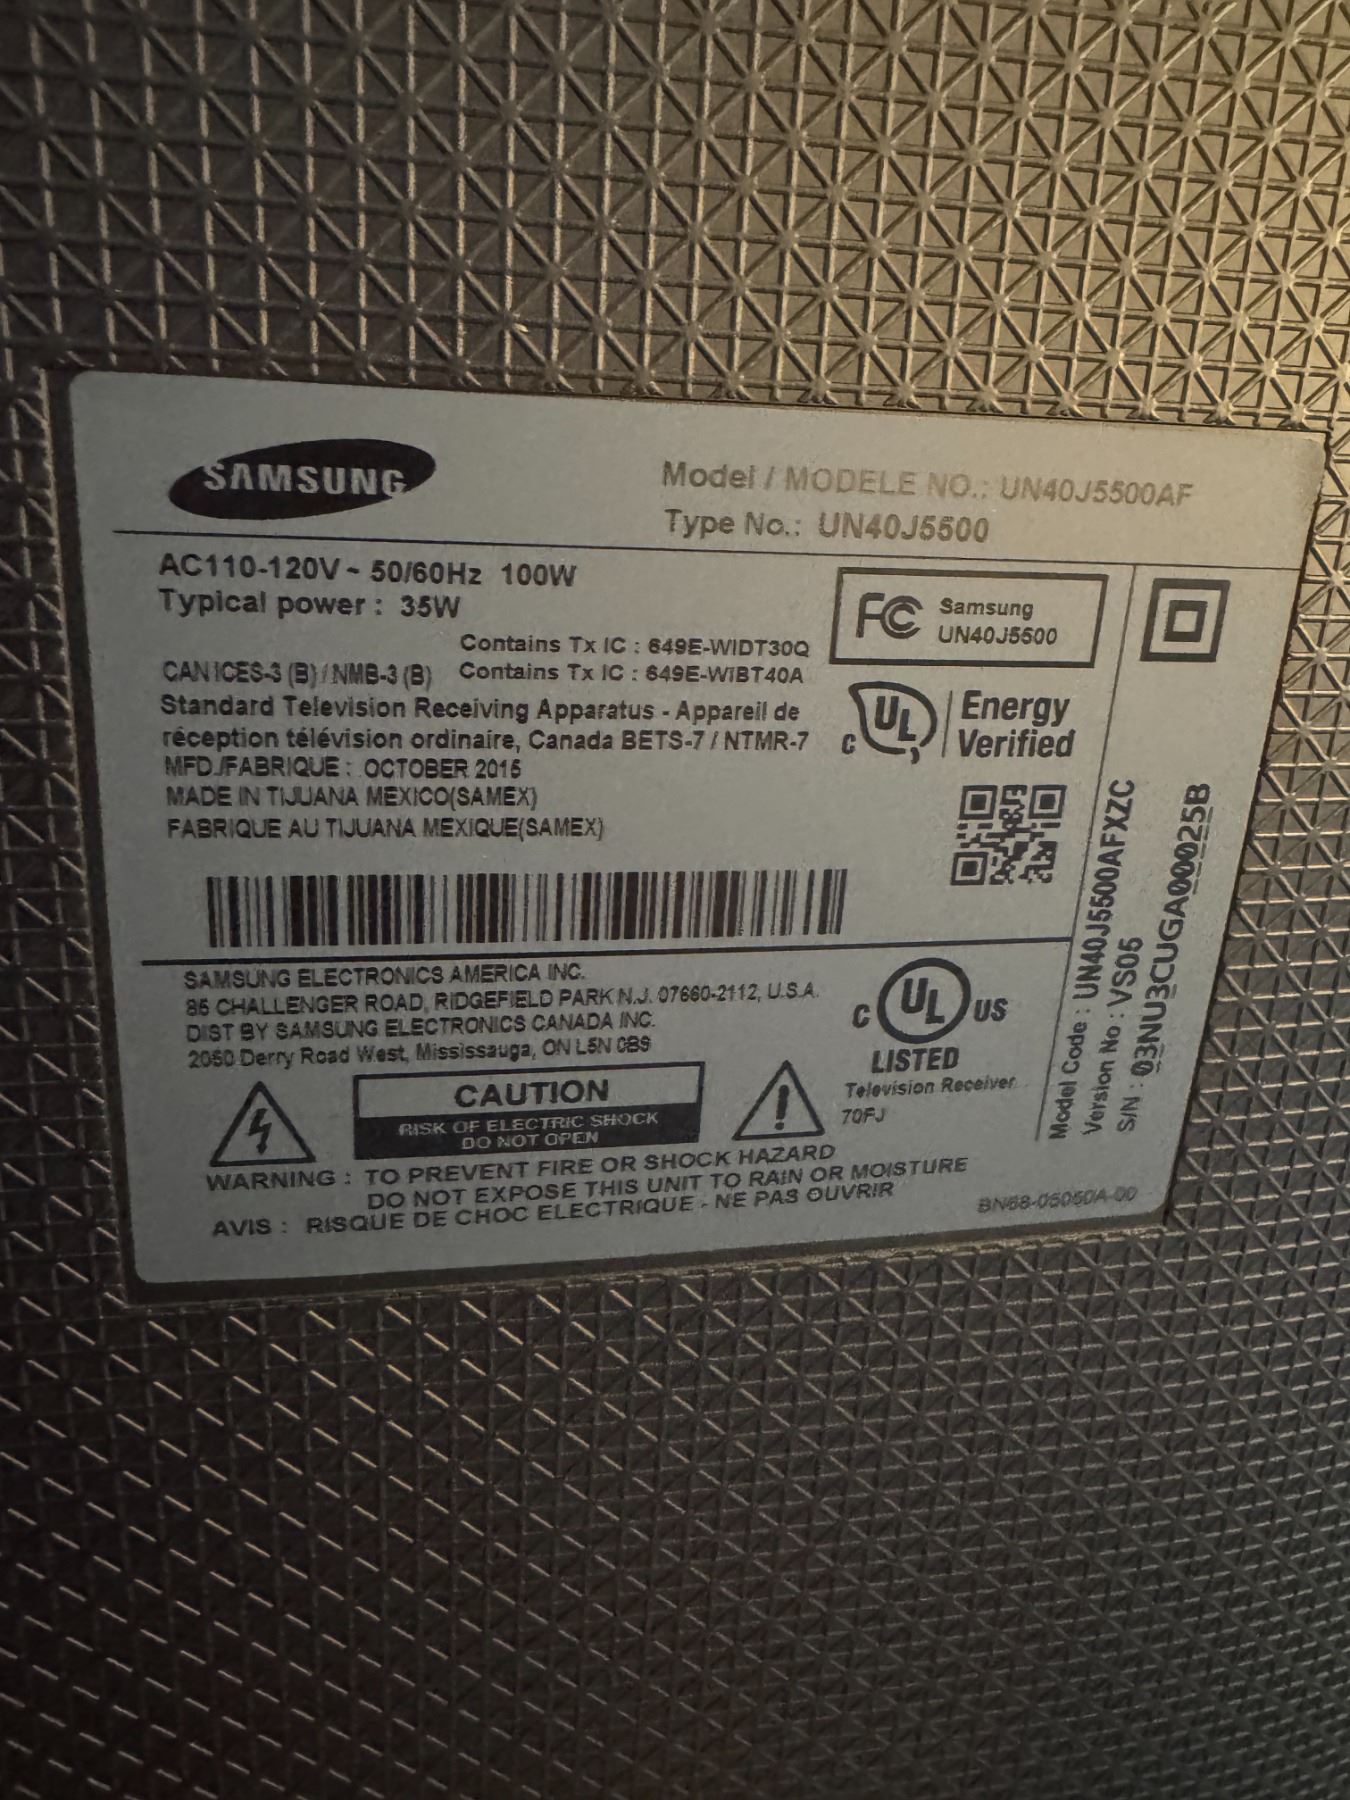 SAMSUNG
Model / MODELE NO.: UN40J5500AF
Type No.: UN40J5500
AC110-120V ~ 50/60Hz 100W
Typical power : 35W
Contains Tx IC : 649E-WIDT30Q
CAN ICES-3 (B) / NMB-3 (B) Contains Tx IC : 649E-WIBT40A
Standard Television Receiving Apparatus - Appareil de
réception télévision ordinaire, Canada BETS-7 / NTMR-7
MFD./FABRIQUE : OCTOBER 2015
MADE IN TIJUANA MEXICO(SAMEX)
FABRIQUE AU TIJUANA MEXIQUE(SAMEX)
FC Samsung
UN40J5500
C UL Energy
Verified
SAMSUNG ELECTRONICS AMERICA INC.
85 CHALLENGER ROAD, RIDGEFIELD PARK N.J. 07660-2112, U.S.A.
DIST BY SAMSUNG ELECTRONICS CANADA INC.
2050 Derry Road West, Mississauga, ON L5N 0B9
C UL US
LISTED
Television Receiver
70FJ
CAUTION
RISK OF ELECTRIC SHOCK
DO NOT OPEN
WARNING : TO PREVENT FIRE OR SHOCK HAZARD
DO NOT EXPOSE THIS UNIT TO RAIN OR MOISTURE
AVIS : RISQUE DE CHOC ELECTRIQUE - NE PAS OUVRIR
BN68-05050A-00
Model Code : UN40J5500AFXZC
Version No : VS05
S/N : 03NU3CUGA00025B